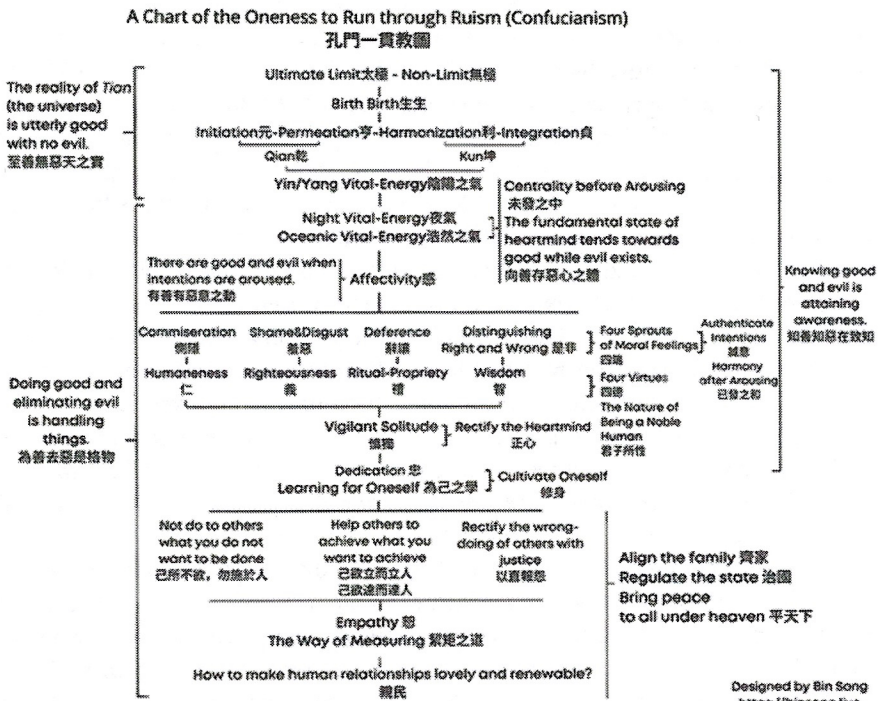 A Chart of the Oneness to Run through Ruism (Confucianism)
孔門一貫教圖
The reality of Tian
(the universe)
is utterly good
with no evil.
至善無惡天之實
Ultimate Limit太極 - Non-Limit無極
Birth Birth生生
Initiation元-Permeation亨-Harmonization利-Integration貞
Qian乾
Kun坤
Yin/Yang Vital-Energy陰陽之氣
Night Vital-Energy夜氣
Oceanic Vital-Energy浩然之氣
Centrality before Arousing
未發之中
The fundamental state of
heartmind tends towards
good while evil exists.
向善存惡心之體
There are good and evil when
intentions are aroused.
有善有惡意之動
Affectivity感
Knowing good
and evil is
attaining
awareness.
知善知惡在致知
Commiseration
惻隱
Shame&Disgust
羞惡
Deference
辭讓
Distinguishing
Right and Wrong 是非
Four Sprouts
of Moral Feelings
四端
Authenticate
Intentions
誠意
Harmony
after Arousing
已發之和
Humaneness
仁
Righteousness
義
Ritual-Propriety
禮
Wisdom
智
Four Virtues
四德
The Nature of
Being a Noble
Human
君子所性
Doing good and
eliminating evil
is handling
things.
為善去惡是格物
Vigilant Solitude
慎獨
Rectify the Heartmind
正心
Dedication 忠
Learning for Oneself 為己之學
Cultivate Oneself
修身
Not do to others
what you do not
want to be done
己所不欲，勿施於人
Help others to
achieve what you
want to achieve
己欲立而立人
己欲達而達人
Rectify the wrong-
doing of others with
justice
以直報怨
Align the family 齊家
Regulate the state 治國
Bring peace
to all under heaven 平天下
Empathy 恕
The Way of Measuring 絜矩之道
How to make human relationships lovely and renewable?
親民
Designed by Bin Song